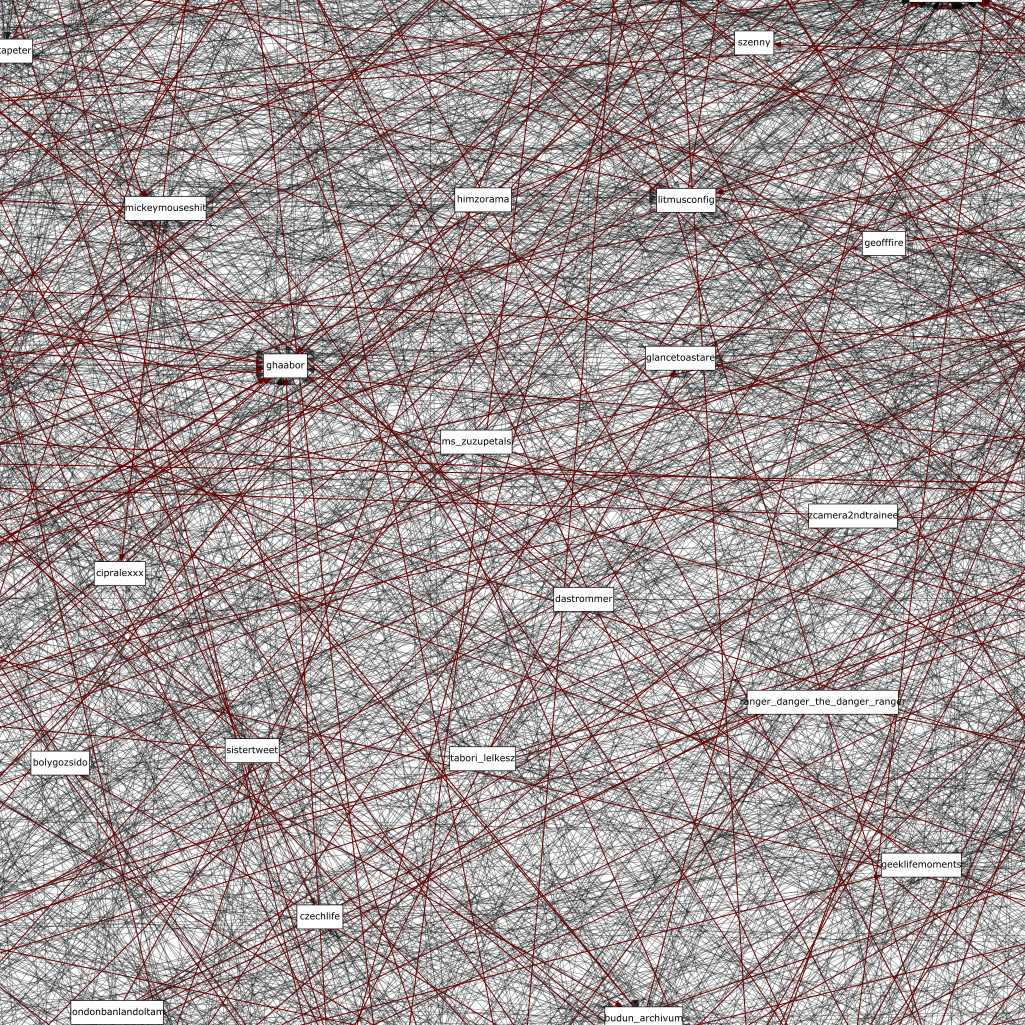 szenny
himzorama
litmusconfig
mickeymouseshit
geofffire
glancetoastare
ghaabor
ms_zuzupetals
zcamera2ndtrainee
cipralexxx
dastrommer
anger_danger_the_danger_range
sistertweet
tabori_lelkesz
bolygozsido
geeklifemoments
czechlife
ondonbanlandoltam
budun_archivum